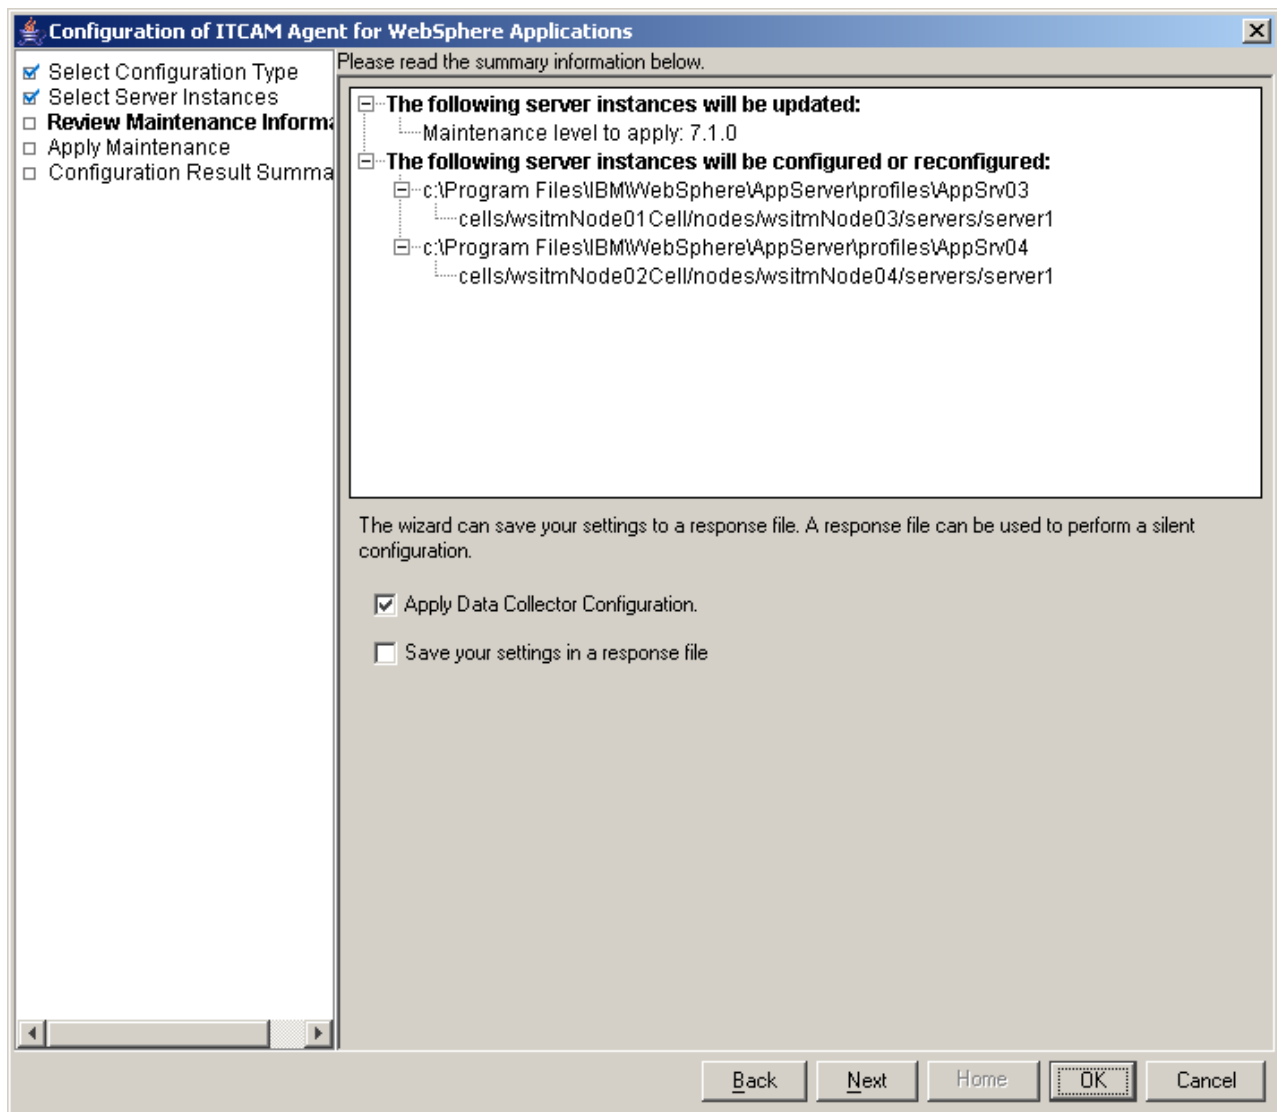 Configuration of ITCAM Agent for WebSphere Applications
Select Configuration Type
Select Server Instances
Review Maintenance Informa
Apply Maintenance
Configuration Result Summa
Please read the summary information below.
The following server instances will be updated:
Maintenance level to apply: 7.1.0
The following server instances will be configured or reconfigured:
c:\Program Files\IBM\WebSphere\AppServer\profiles\AppSrv03
cells/wsitmNode01Cell/nodes/wsitmNode03/servers/server1
c:\Program Files\IBM\WebSphere\AppServer\profiles\AppSrv04
cells/wsitmNode02Cell/nodes/wsitmNode04/servers/server1
The wizard can save your settings to a response file. A response file can be used to perform a silent
configuration.
Apply Data Collector Configuration.
Save your settings in a response file
Back Next Home OK Cancel